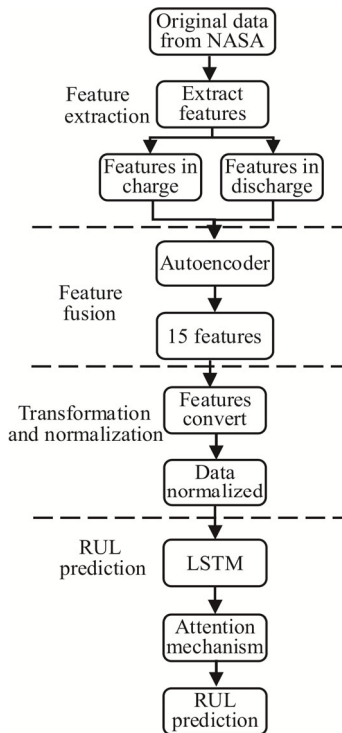 Original data
from NASA
Feature
extraction
Extract
features
Features in
charge
Features in
discharge
Autoencoder
Feature
fusion
15 features
Transformation
and normalization
Features
convert
Data
normalized
RUL
prediction
LSTM
Attention
mechanism
RUL
prediction